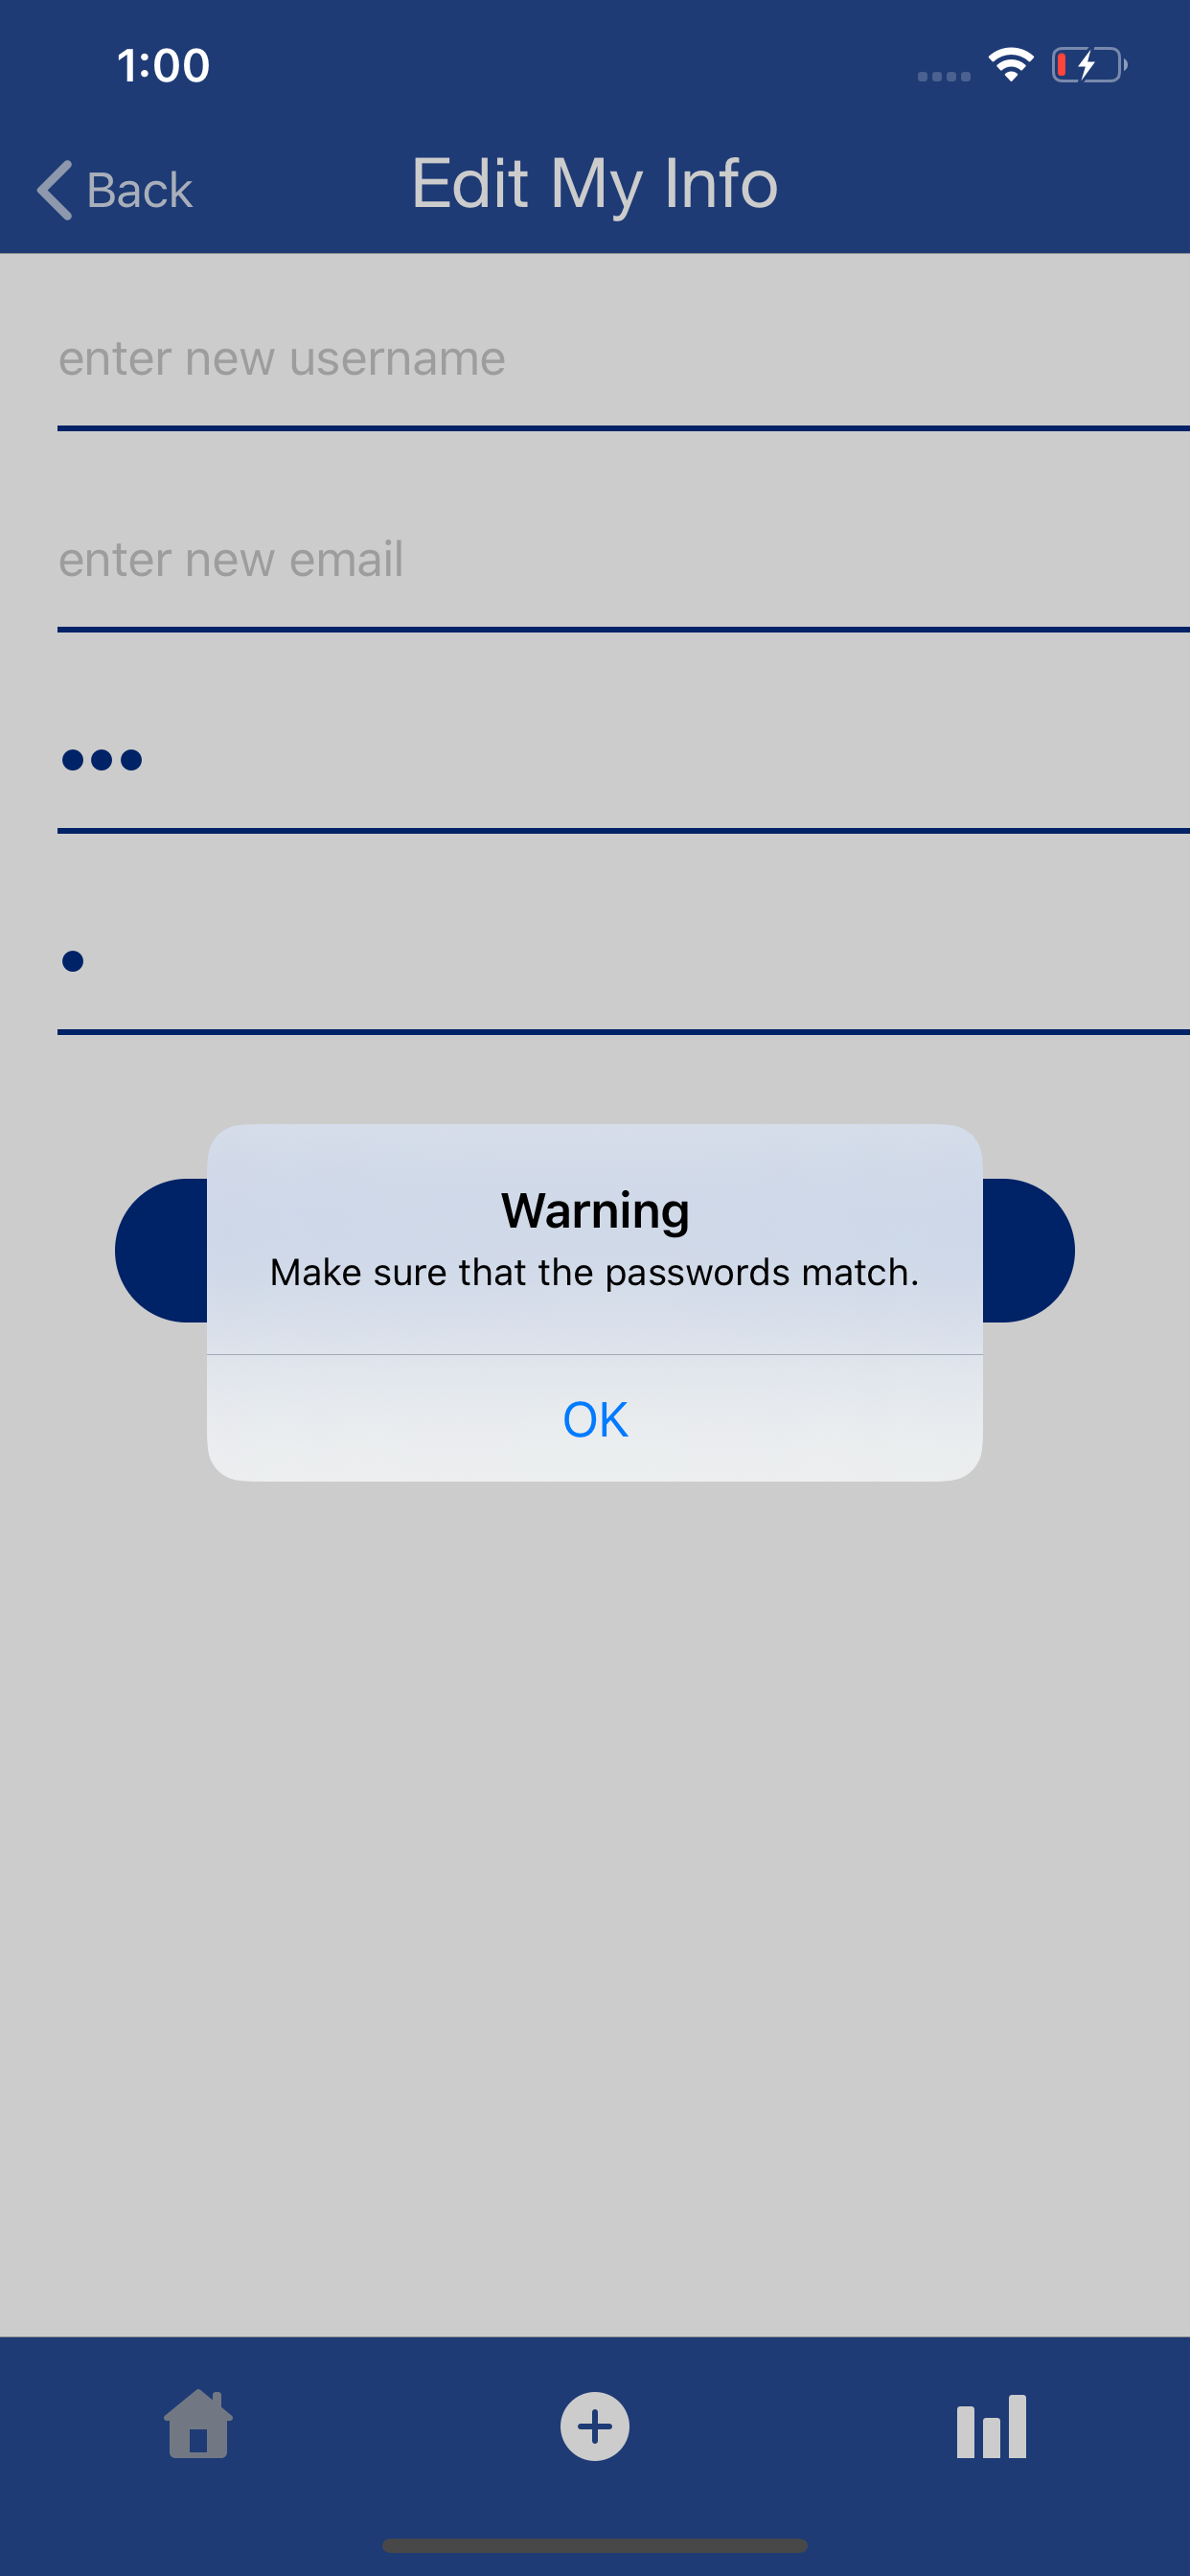 1:00
Back
Edit My Info
enter new username
enter new email
•••
•
Warning
Make sure that the passwords match.
OK